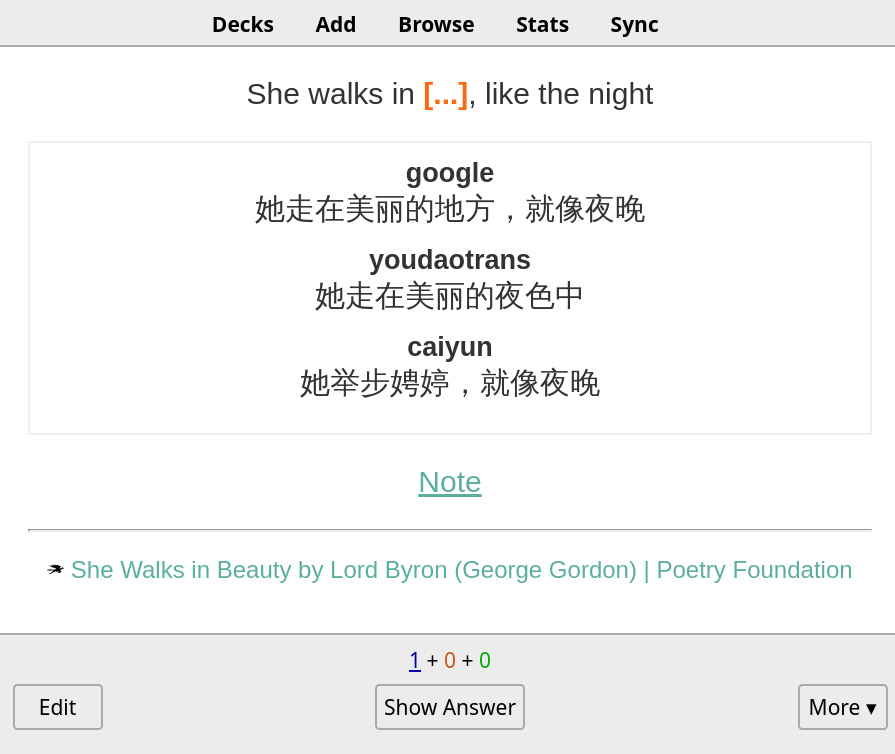 Decks Add Browse Stats Sync
She walks in [...], like the night
google
她走在美丽的地方，就像夜晚
youdaotrans
她走在美丽的夜色中
caiyun
她举步娉婷，就像夜晚
Note
She Walks in Beauty by Lord Byron (George Gordon) | Poetry Foundation
1 + 0 + 0
Edit Show Answer More ▾